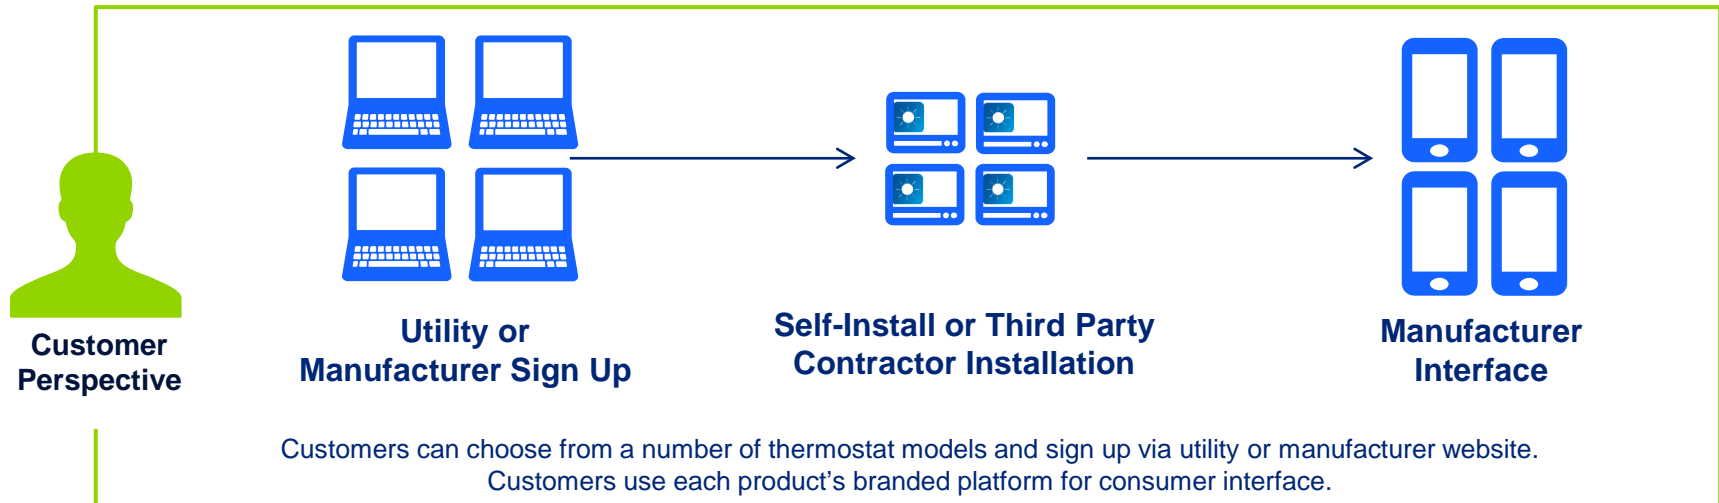 Customer
Perspective
Utility or
Manufacturer Sign Up
Self-Install or Third Party
Contractor Installation
Manufacturer
Interface
Customers can choose from a number of thermostat models and sign up via utility or manufacturer website.
Customers use each product's branded platform for consumer interface.